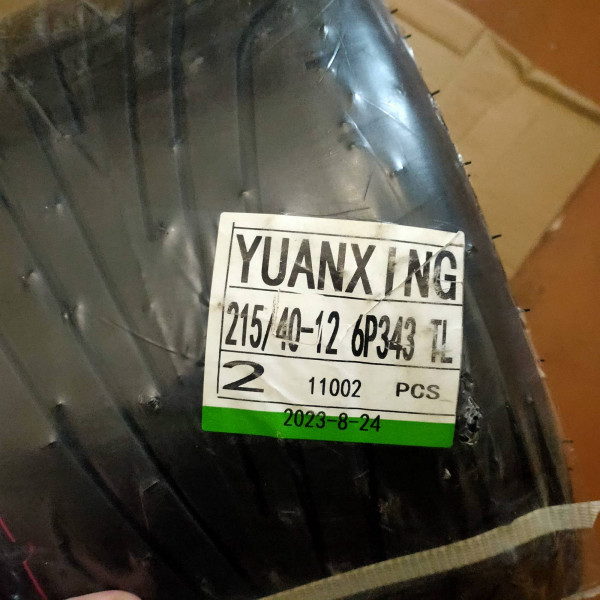 YUANXING
215/40-12 6P343 TL
2 11002 PCS
2023-8-24